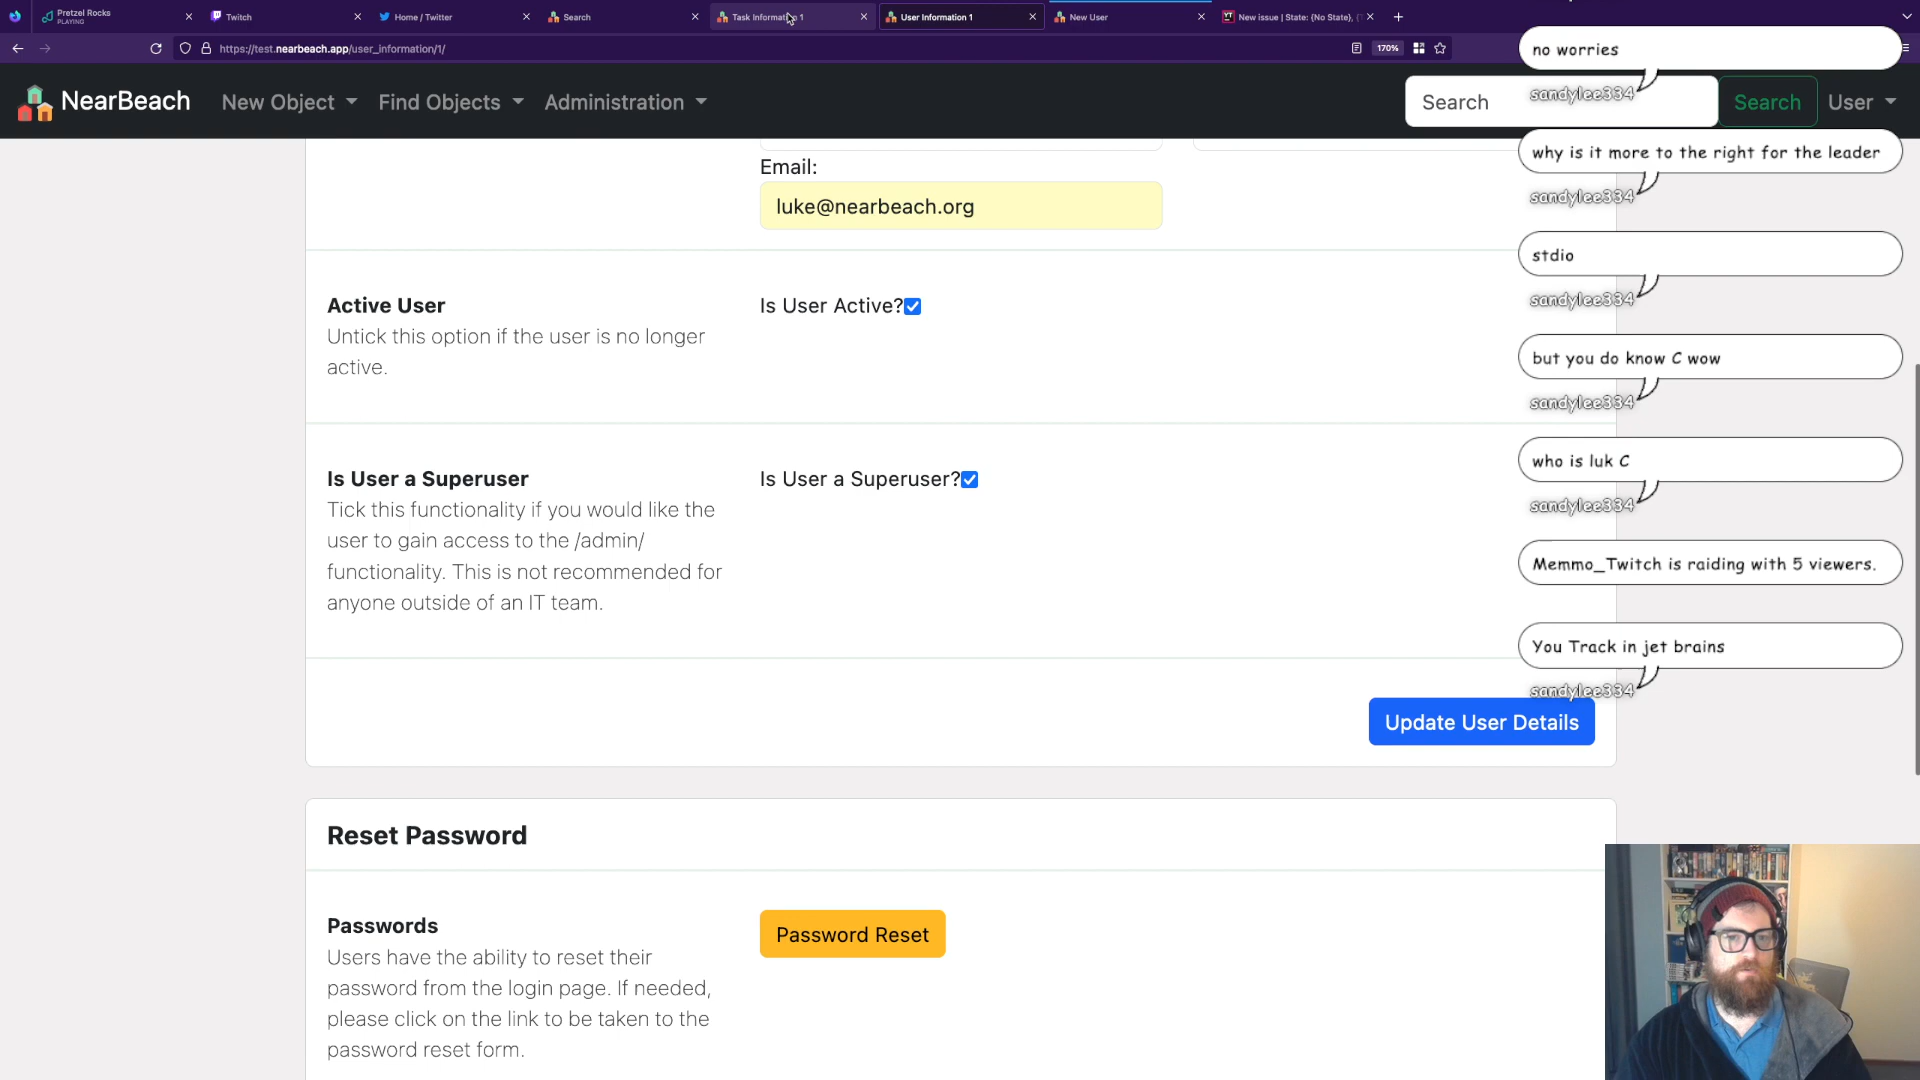 Pretzel Rocks
PLAYING
Twitch
Home / Twitter
Search
Task Information 1
User Information 1
New User
New issue | State: {No State},
https://test.nearbeach.app/user_information/1/
170%
NearBeach
New Object
Find Objects
Administration
Search
Search
User
no worries
sandylee334
why is it more to the right for the leader
sandylee334
stdio
sandylee334
but you do know C wow
sandylee334
who is luk C
sandylee334
Memmo_Twitch is raiding with 5 viewers.
You Track in jet brains
sandylee334
Email:
luke@nearbeach.org
Active User
Untick this option if the user is no longer
active.
Is User Active?
Is User a Superuser
Tick this functionality if you would like the
user to gain access to the /admin/
functionality. This is not recommended for
anyone outside of an IT team.
Is User a Superuser?
Update User Details
Reset Password
Passwords
Users have the ability to reset their
password from the login page. If needed,
please click on the link to be taken to the
password reset form.
Password Reset